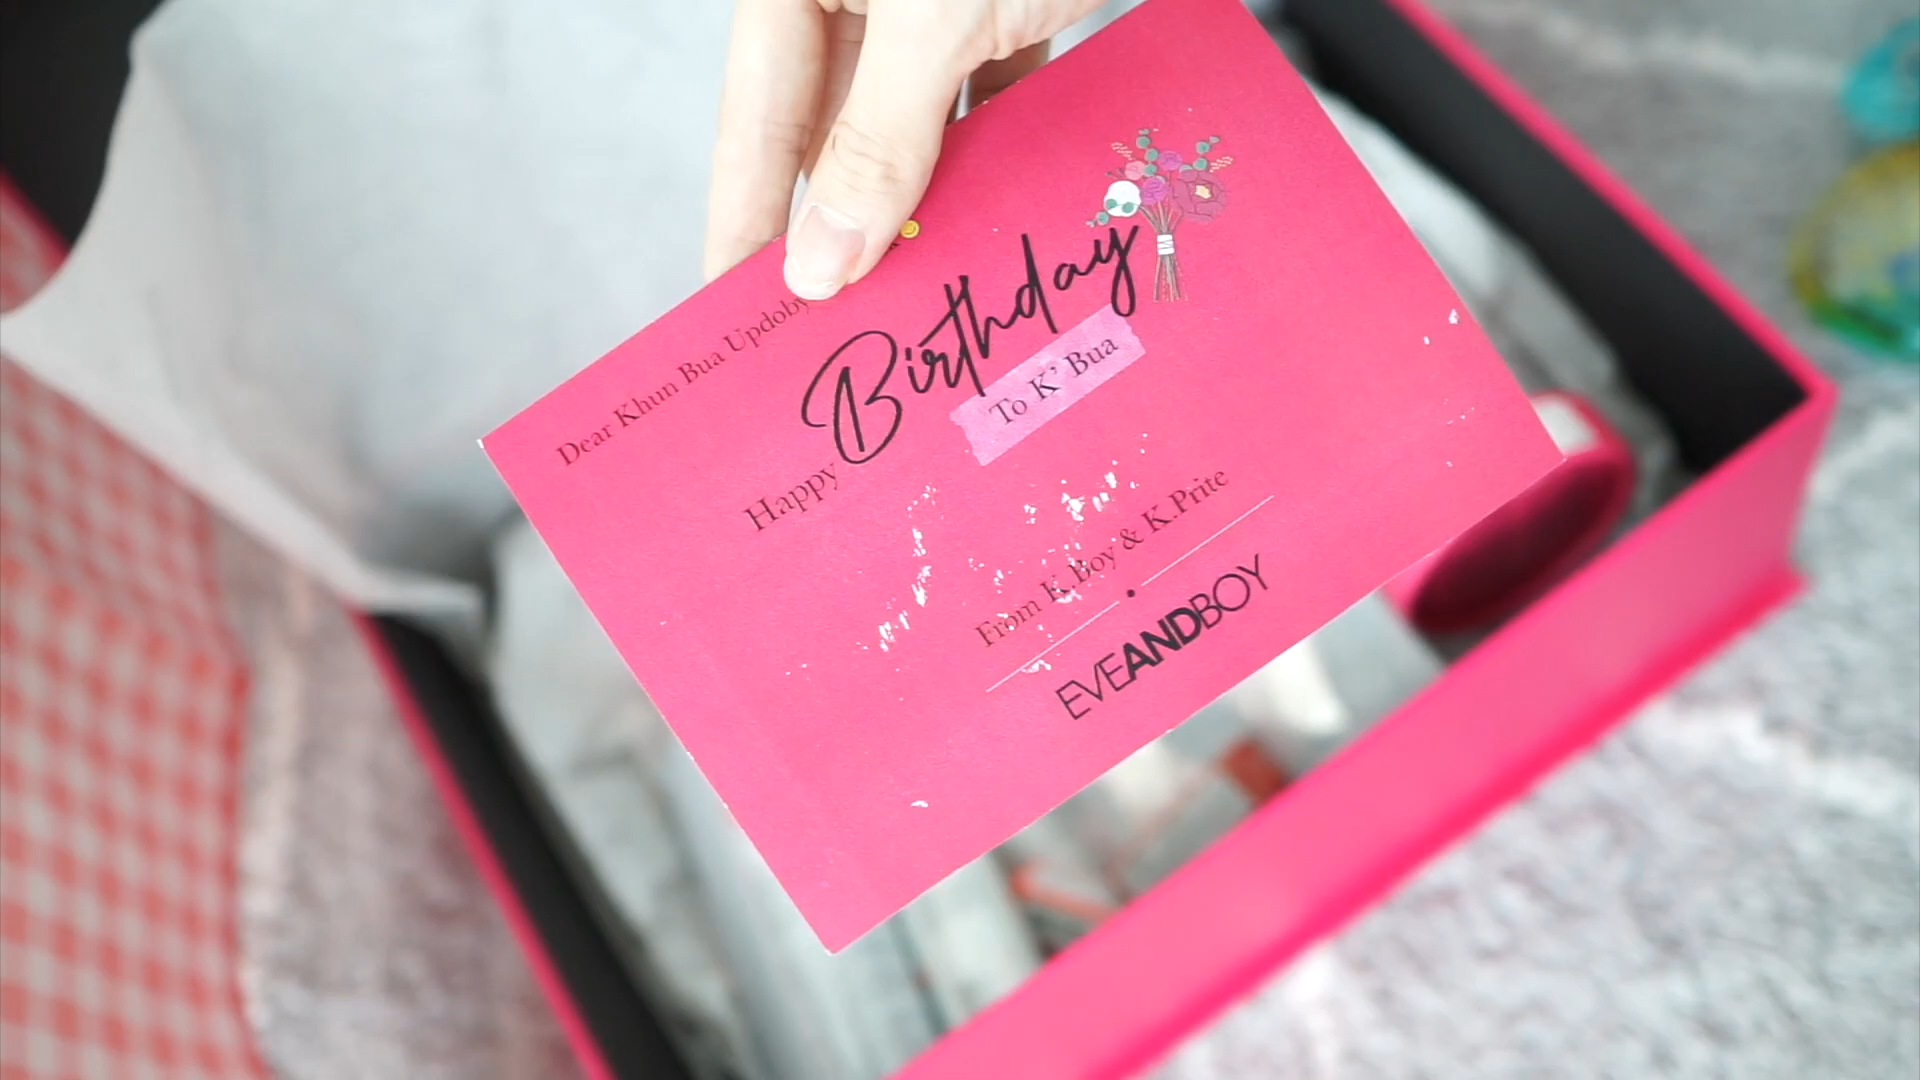 Dear Khun Bua Updoby
Happy Birthday
To K' Bua
From K.Boy & K.Prite
EVEANDBOY